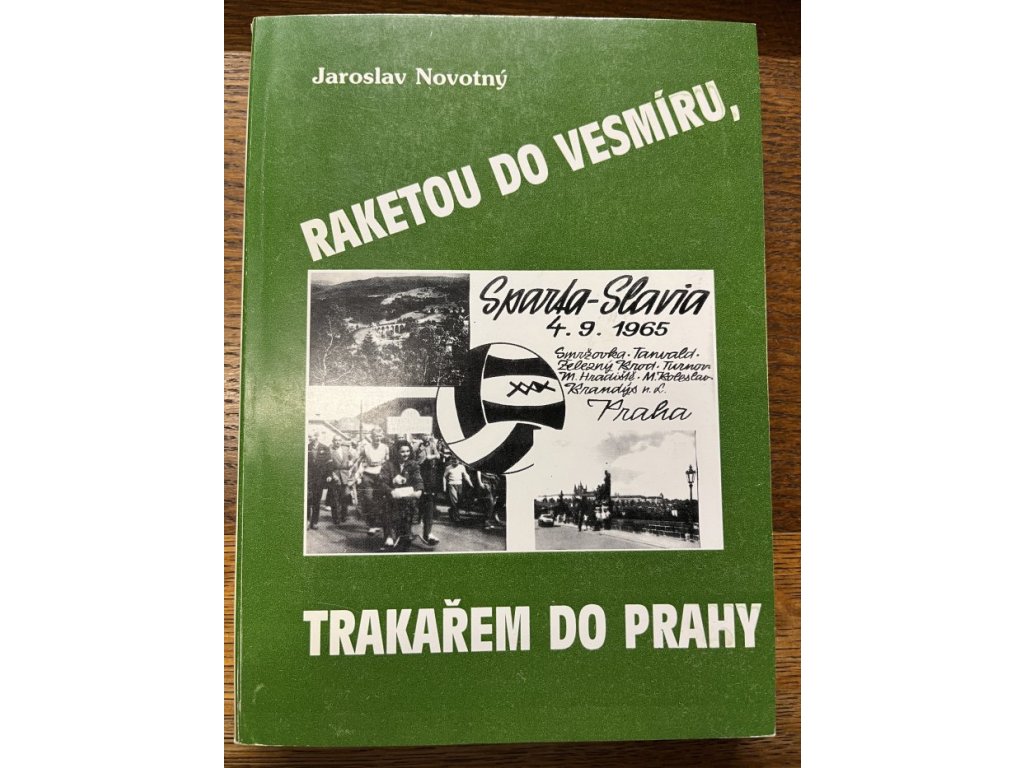 Jaroslav Novotný
RAKETOU DO VESMÍRU,
Sparta-Slavia
4. 9. 1965
Smržovka · Tanvald ·
Železný Brod · Turnov
M. Hradiště · M. Boleslav
Brandýs n. L.
Praha
TRAKAŘEM DO PRAHY